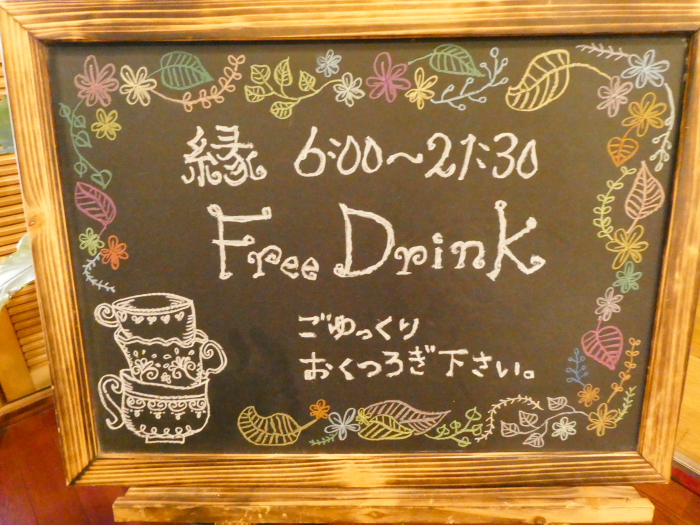 縁 6:00~21:30
Free Drink
ごゆっくり
おくつろぎ下さい。